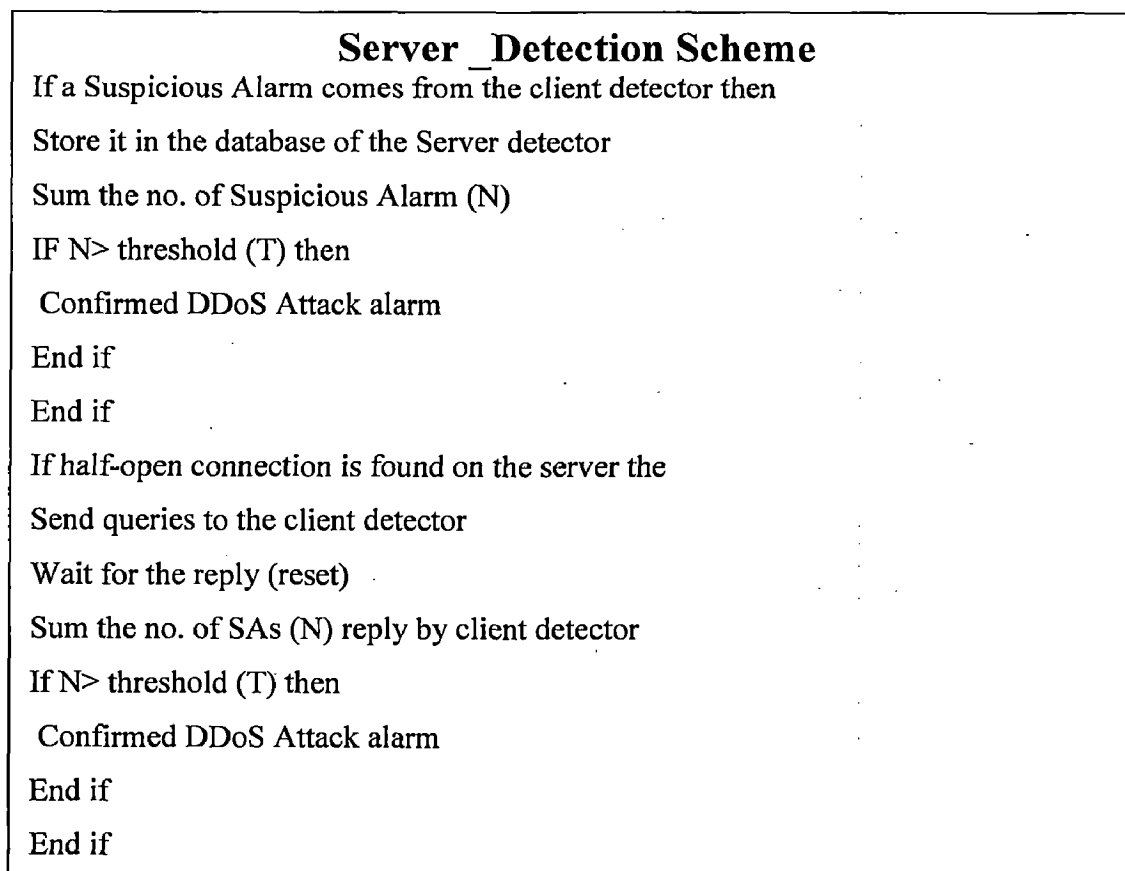 Server _Detection Scheme
If a Suspicious Alarm comes from the client detector then
Store it in the database of the Server detector
Sum the no. of Suspicious Alarm (N)
IF N> threshold (T) then
Confirmed DDoS Attack alarm
End if
End if
If half-open connection is found on the server the
Send queries to the client detector
Wait for the reply (reset)
Sum the no. of SAs (N) reply by client detector
If N> threshold (T) then
Confirmed DDoS Attack alarm
End if
End if